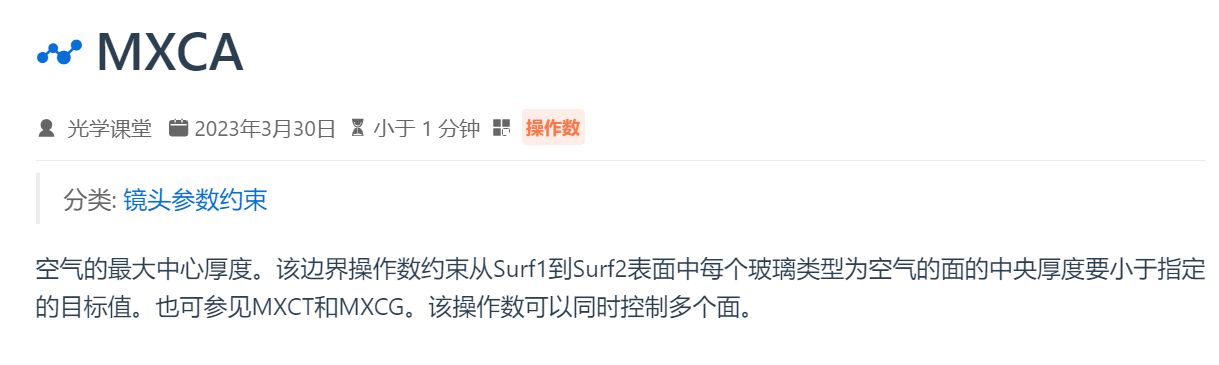 MXCA
光学课堂 2023年3月30日 小于 1 分钟 操作数
分类: 镜头参数约束
空气的最大中心厚度。该边界操作数约束从Surf1到Surf2表面中每个玻璃类型为空气的面的中央厚度要小于指定
的目标值。也可参见MXCT和MXCG。该操作数可以同时控制多个面。